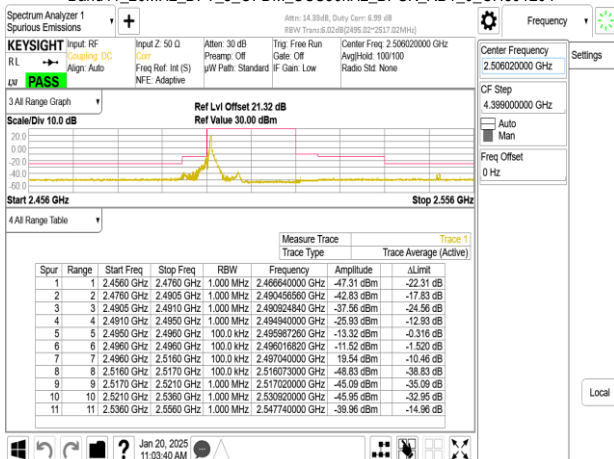 Spectrum Analyzer 1
Spurious Emissions
Attn: 14.33dB, Duty Corr: 6.99 dB
RBW Trans:6.02dB(2495.02~2517.02MHz)
Frequency
KEYSIGHT
RL
PASS
Input: RF
Coupling: DC
Align: Auto
Input Z: 50 Ω
Corr
Freq Ref: Int (S)
NFE: Adaptive
Atten: 30 dB
Preamp: Off
µW Path: Standard
Trig: Free Run
Gate: Off
IF Gain: Low
Center Freq: 2.506020000 GHz
Avg|Hold: 100/100
Radio Std: None
Center Frequency
2.506020000 GHz
Settings
CF Step
4.399000000 GHz
Auto
Man
Freq Offset
0 Hz
Local
3 All Range Graph
Scale/Div 10.0 dB
Ref Lvl Offset 21.32 dB
Ref Value 30.00 dBm
20.0
0.00
-20.0
-40.0
-60.0
Start 2.456 GHz
Stop 2.556 GHz
4 All Range Table
Measure Trace Trace 1
Trace Type Trace Average (Active)
Spur Range Start Freq Stop Freq RBW Frequency Amplitude ΔLimit
1 1 2.4560 GHz 2.4760 GHz 1.000 MHz 2.466640000 GHz -47.31 dBm -22.31 dB
2 2 2.4760 GHz 2.4905 GHz 1.000 MHz 2.490456560 GHz -42.83 dBm -17.83 dB
3 3 2.4905 GHz 2.4910 GHz 1.000 MHz 2.490924840 GHz -37.56 dBm -24.56 dB
4 4 2.4910 GHz 2.4950 GHz 1.000 MHz 2.494940000 GHz -25.93 dBm -12.93 dB
5 5 2.4950 GHz 2.4960 GHz 100.0 kHz 2.495987260 GHz -13.32 dBm -0.316 dB
6 6 2.4960 GHz 2.4960 GHz 100.0 kHz 2.496016820 GHz -11.52 dBm -1.520 dB
7 7 2.4960 GHz 2.5160 GHz 100.0 kHz 2.497040000 GHz 19.54 dBm -10.46 dB
8 8 2.5160 GHz 2.5170 GHz 100.0 kHz 2.516073000 GHz -48.83 dBm -38.83 dB
9 9 2.5170 GHz 2.5210 GHz 1.000 MHz 2.517020000 GHz -45.09 dBm -35.09 dB
10 10 2.5210 GHz 2.5360 GHz 1.000 MHz 2.530920000 GHz -45.95 dBm -32.95 dB
11 11 2.5360 GHz 2.5560 GHz 1.000 MHz 2.547740000 GHz -39.96 dBm -14.96 dB
Jan 20, 2025
11:03:40 AM